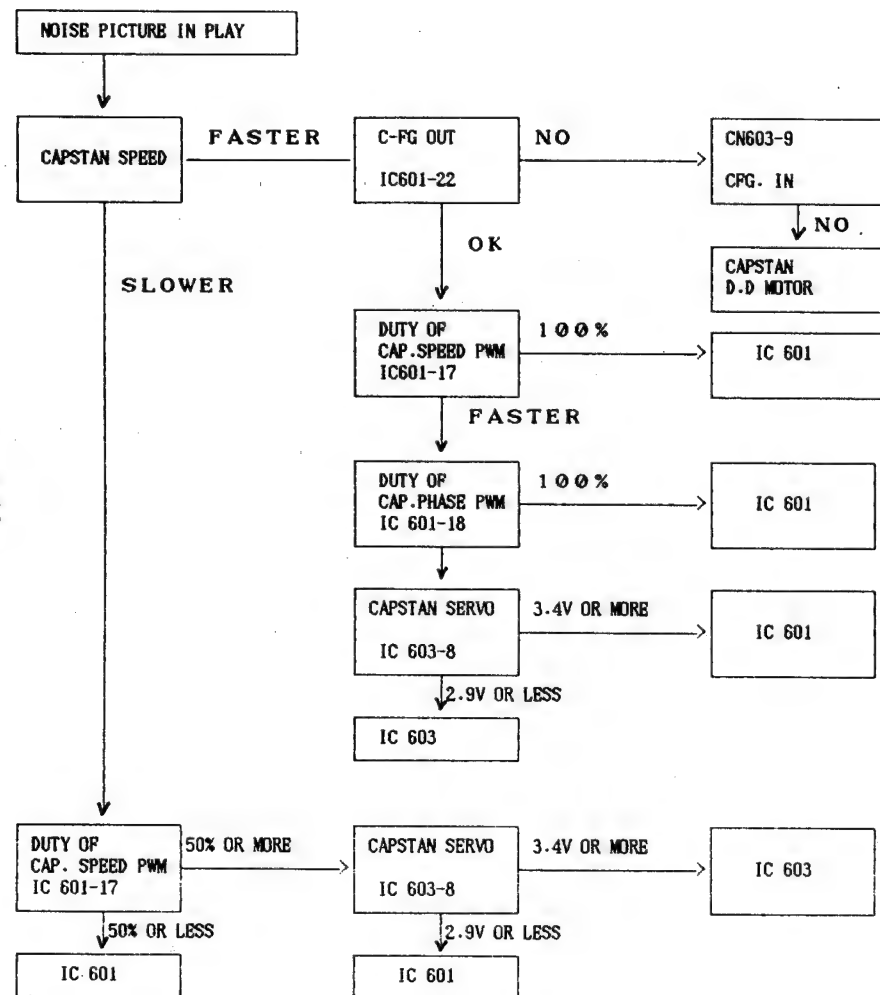 NOISE PICTURE IN PLAY
CAPSTAN SPEED
FASTER
C-FG OUT
IC601-22
NO
CN603-9
CFG. IN
NO
CAPSTAN
D.D MOTOR
OK
SLOWER
DUTY OF
CAP.SPEED PWM
IC601-17
100%
IC 601
FASTER
DUTY OF
CAP.PHASE PWM
IC 601-18
100%
IC 601
CAPSTAN SERVO
IC 603-8
3.4V OR MORE
IC 601
2.9V OR LESS
IC 603
DUTY OF
CAP. SPEED PWM
IC 601-17
50% OR MORE
CAPSTAN SERVO
IC 603-8
3.4V OR MORE
IC 603
50% OR LESS
2.9V OR LESS
IC 601
IC 601